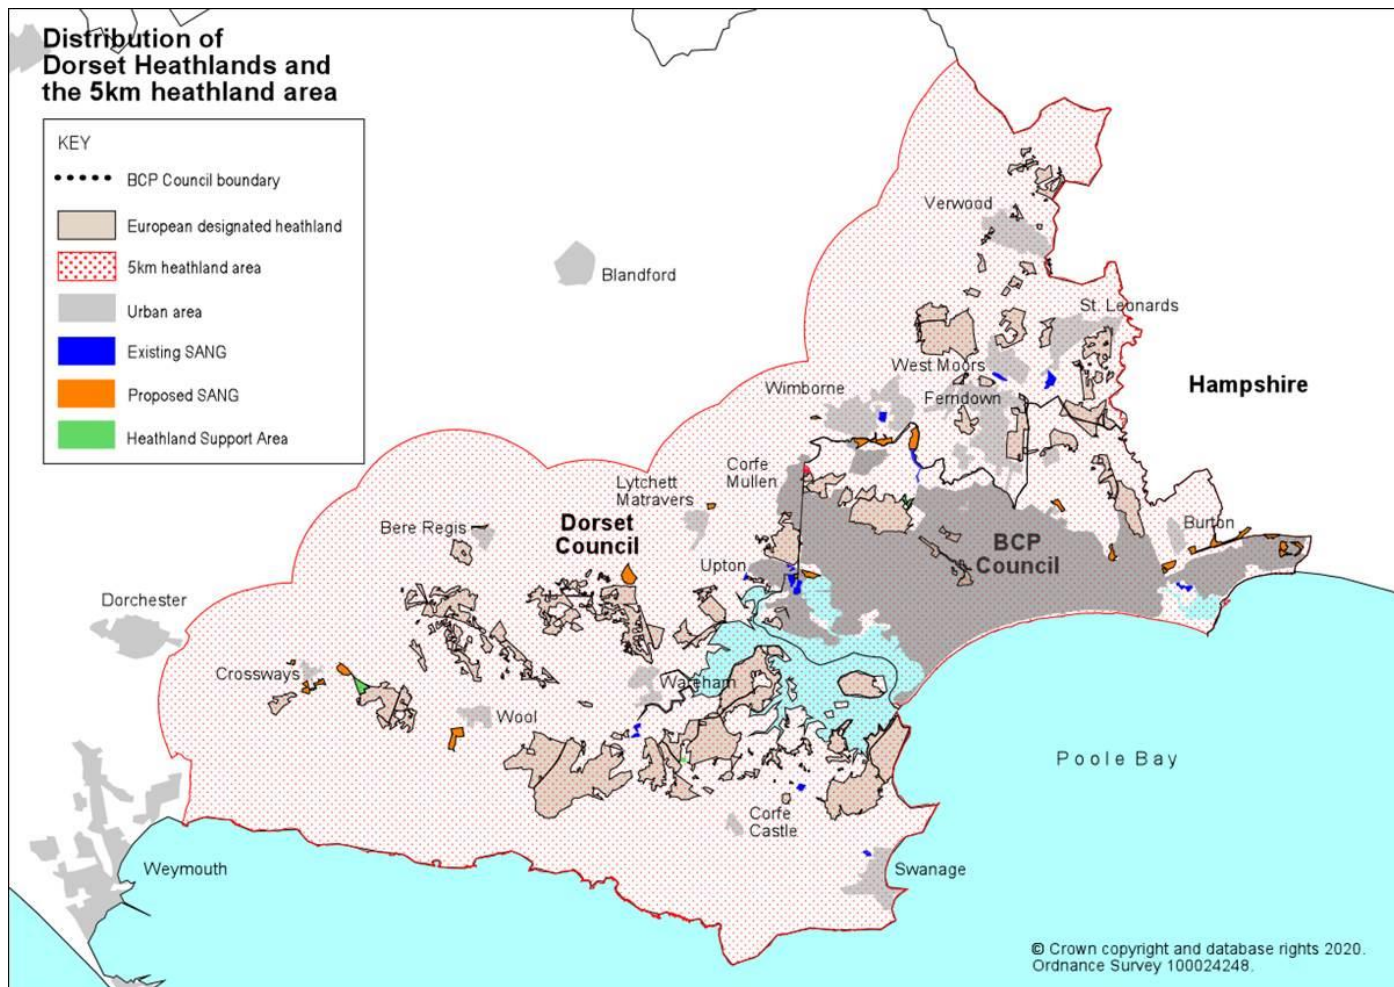 Distribution of
Dorset Heathlands and
the 5km heathland area
KEY
BCP Council boundary
European designated heathland
5km heathland area
Urban area
Existing SANG
Proposed SANG
Heathland Support Area
Verwood
Blandford
St. Leonards
West Moors
Hampshire
Wimborne
Ferndown
Corfe
Mullen
Lytchett
Matravers
Bere Regis
Dorset
Council
Burton
BCP
Council
Upton
Dorchester
Crossways
Wareham
Wool
Poole Bay
Corfe
Castle
Weymouth
Swanage
© Crown copyright and database rights 2020.
Ordnance Survey 100024248.